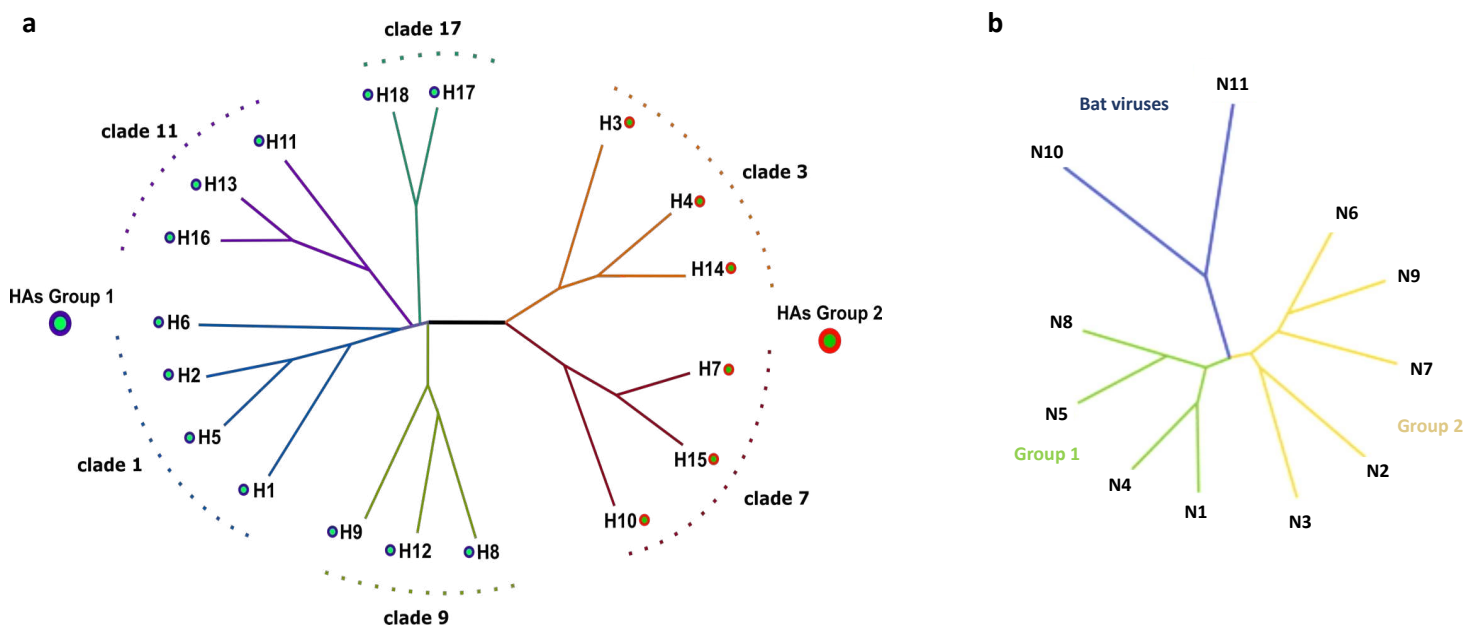 a
clade 17
H18
H17
clade 11
H11
H13
H16
HAs Group 1
H6
H2
H5
clade 1
H1
H9
H12
H8
clade 9
H3
clade 3
H4
H14
HAs Group 2
H7
H15
clade 7
H10
b
N11
Bat viruses
N10
N6
N9
N8
N7
N5
Group 2
Group 1
N2
N4
N1
N3